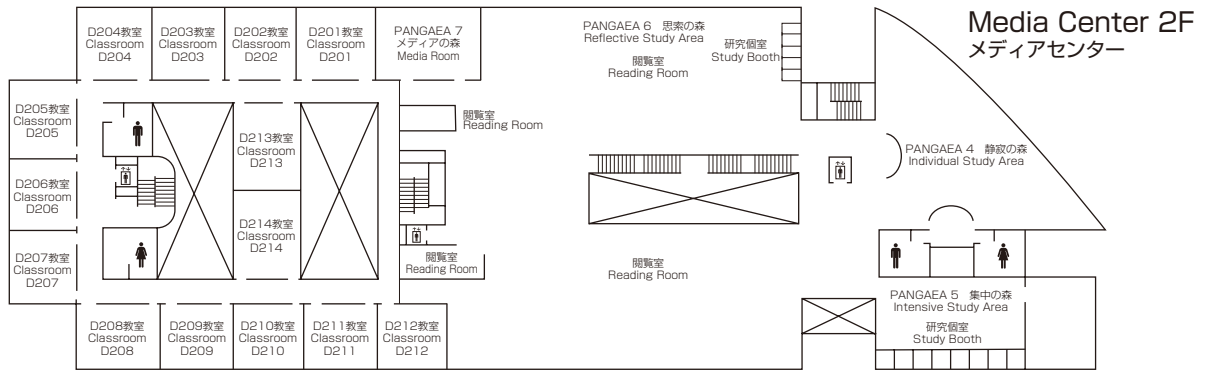 Media Center 2F
メディアセンター
D204教室
Classroom
D204
D203教室
Classroom
D203
D202教室
Classroom
D202
D201教室
Classroom
D201
PANGAEA 7
メディアの森
Media Room
PANGAEA 6 思索の森
Reflective Study Area
閲覧室
Reading Room
研究個室
Study Booth
D205教室
Classroom
D205
D206教室
Classroom
D206
D207教室
Classroom
D207
D213教室
Classroom
D213
D214教室
Classroom
D214
閲覧室
Reading Room
閲覧室
Reading Room
PANGAEA 4 静寂の森
Individual Study Area
閲覧室
Reading Room
PANGAEA 5 集中の森
Intensive Study Area
研究個室
Study Booth
D208教室
Classroom
D208
D209教室
Classroom
D209
D210教室
Classroom
D210
D211教室
Classroom
D211
D212教室
Classroom
D212